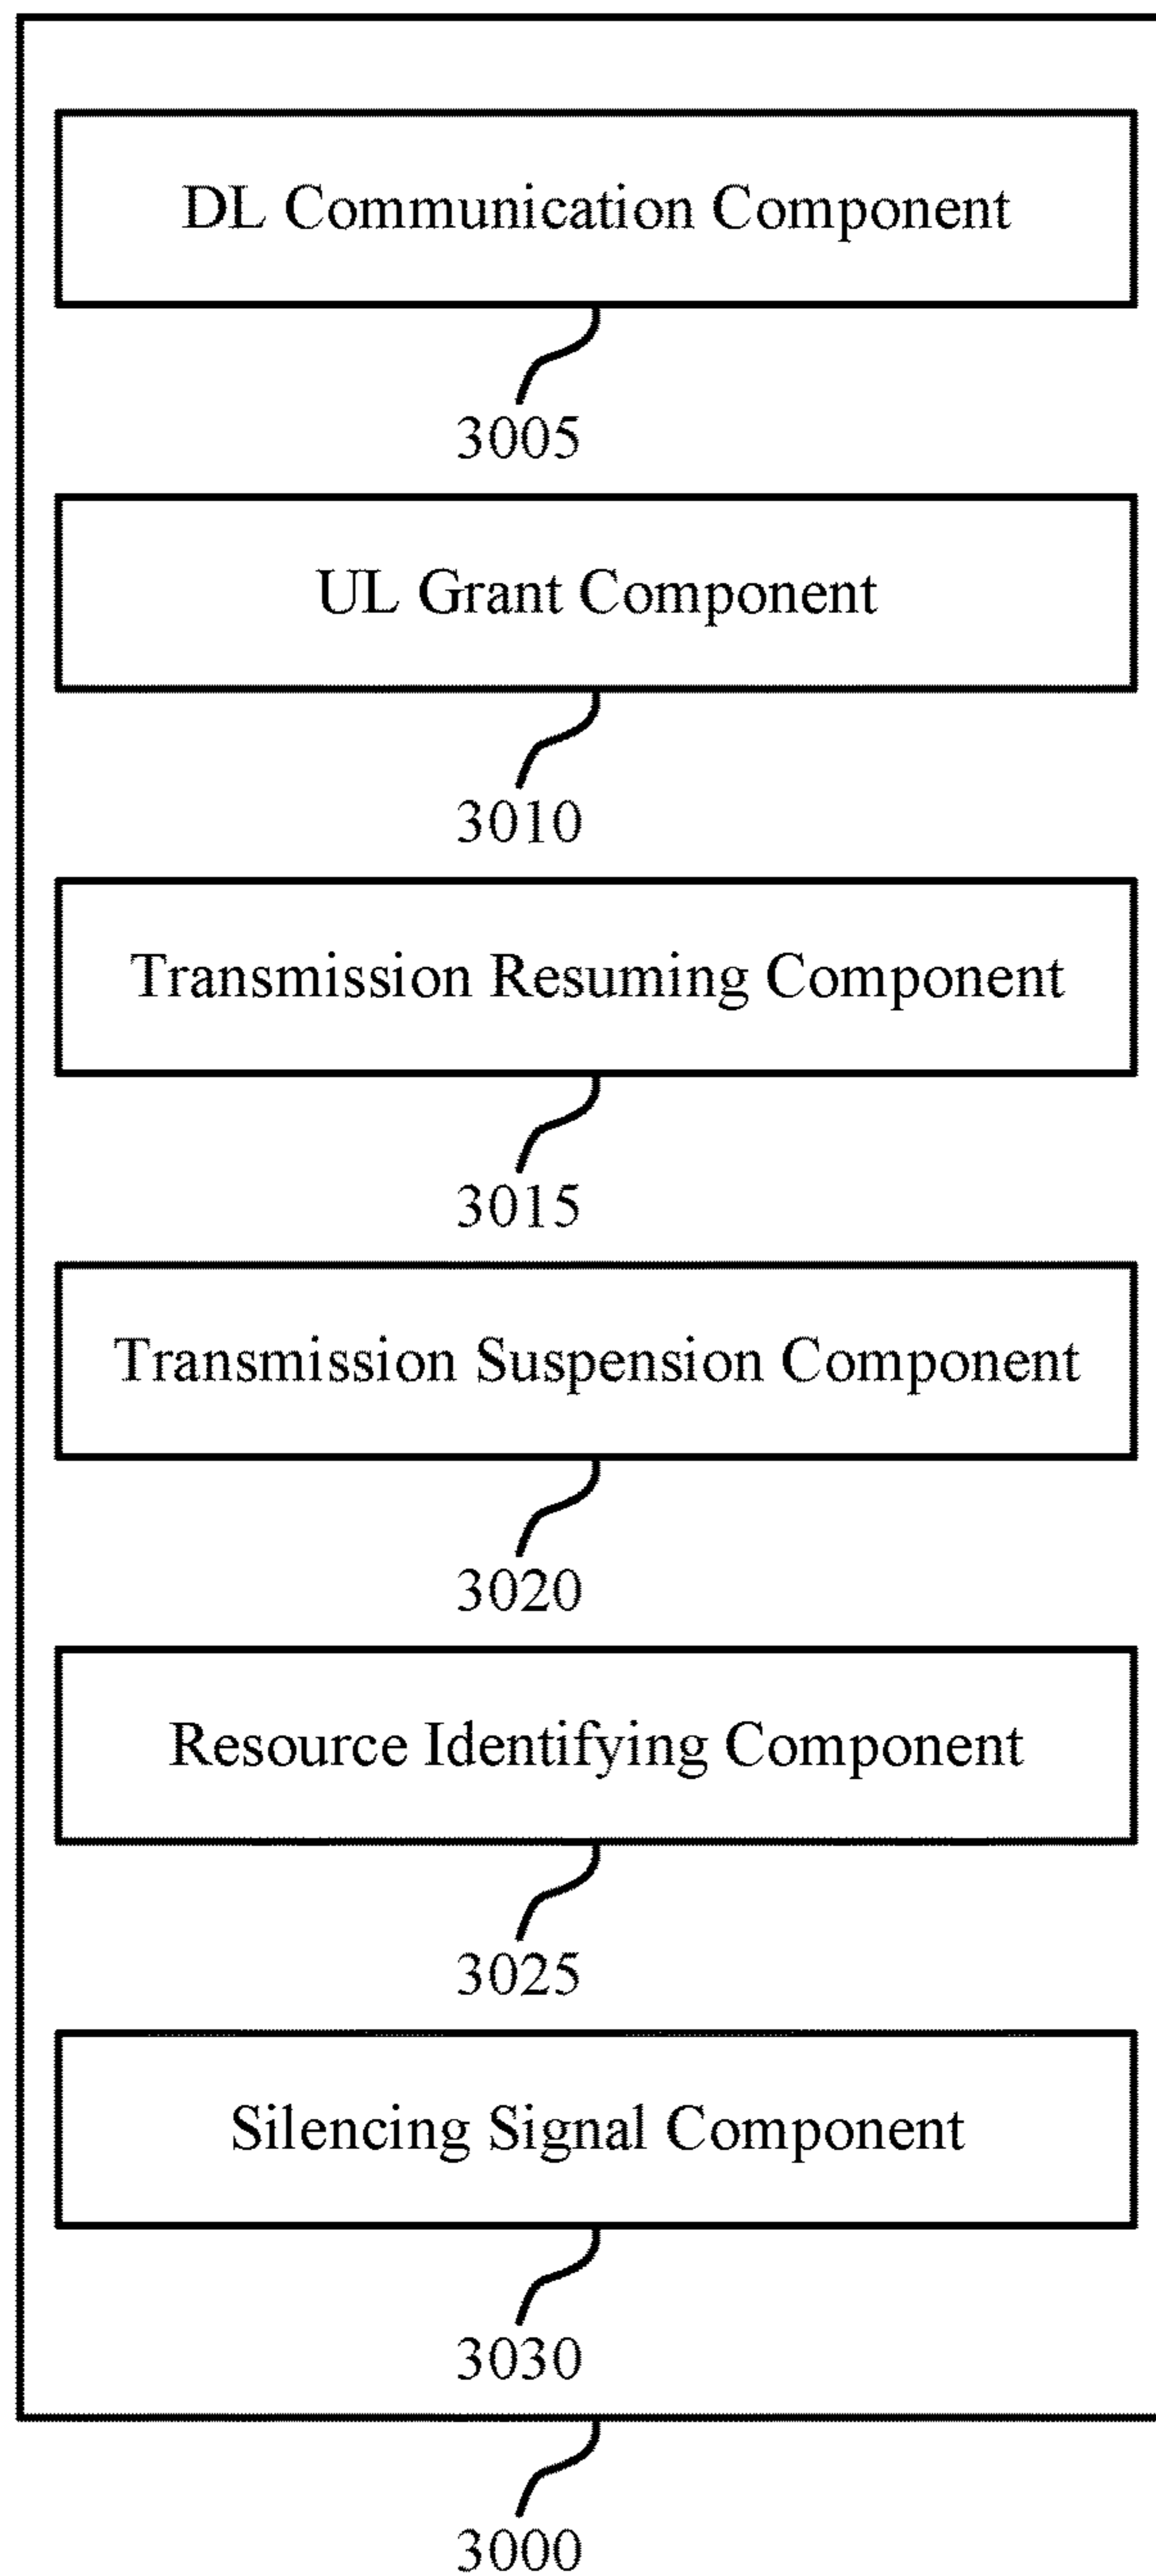 DL Communication Component
3005
UL Grant Component
3010
Transmission Resuming Component
3015
Transmission Suspension Component
3020
Resource Identifying Component
3025
Silencing Signal Component
3030
3000